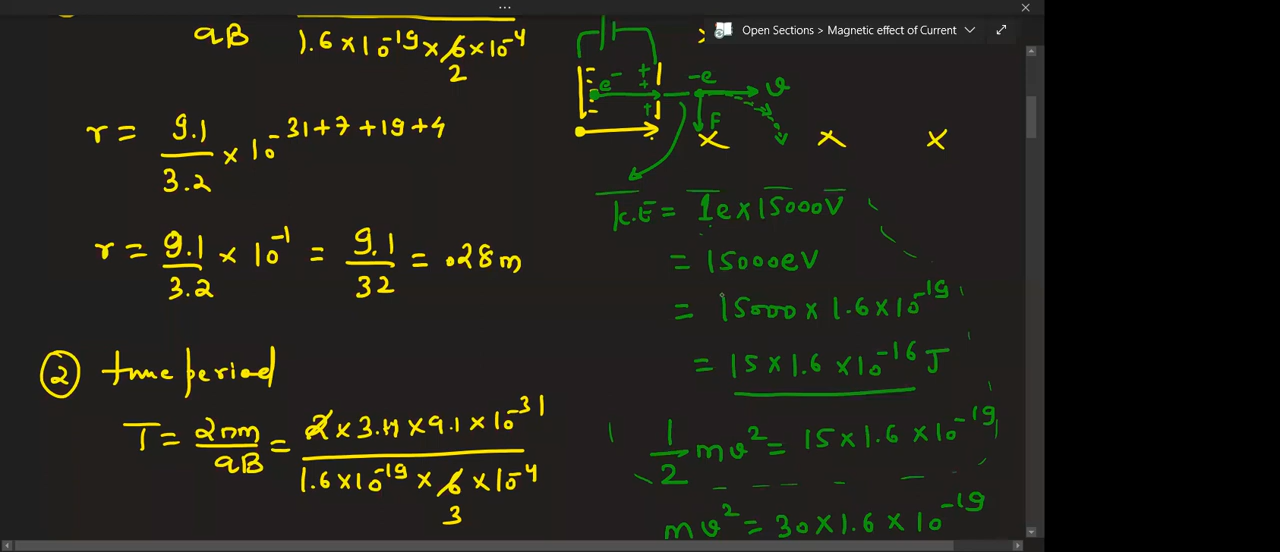 Open Sections > Magnetic effect of Current
qB 1.6×10^-19 × 6×10^-4
2
r = 9.1/3.2 × 10^-31+7+19+4
r = 9.1/3.2 × 10^-1 = 9.1/32 = .28m
② time period
T = 2πm/qB = 2×3.14×9.1×10^-31 / 1.6×10^-19 × 6×10^-4
3
e- + + + -e v
F
× × ×
K.E = 1e×15000V
= 15000eV
= 15000×1.6×10^-19
= 15×1.6×10^-16 J
1/2 mv² = 15×1.6×10^-19
mv² = 30×1.6×10^-19